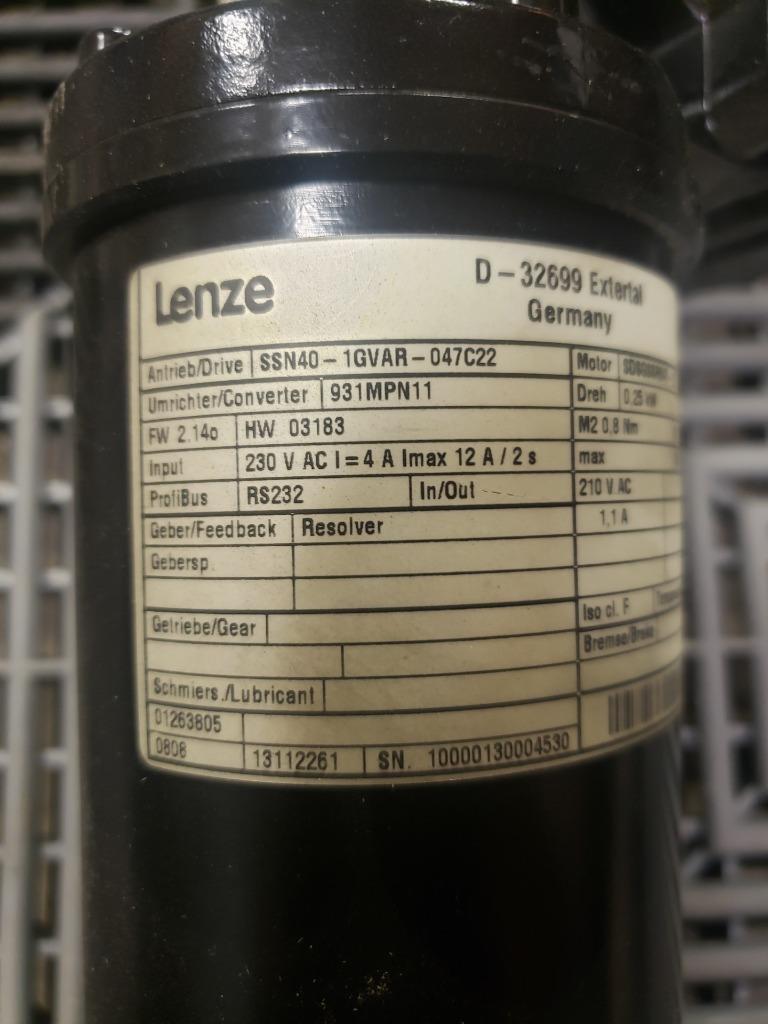 Lenze
D-32699 Extertal
Germany
Antrieb/Drive SSN40-1GVAR-047C22 Motor
Umrichter/Converter 931MPN11 Dreh 0.25 kW
FW 2.14o HW 03183 M2 0.8 Nm
Input 230 V AC I=4 A Imax 12 A / 2 s max
ProfiBus RS232 In/Out 210 V AC
Geber/Feedback Resolver 1,1 A
Gebersp.
Getriebe/Gear Iso cl. F
Bremse/Brake
Schmiers./Lubricant
01263805
0808 13112261 SN. 10000130004530